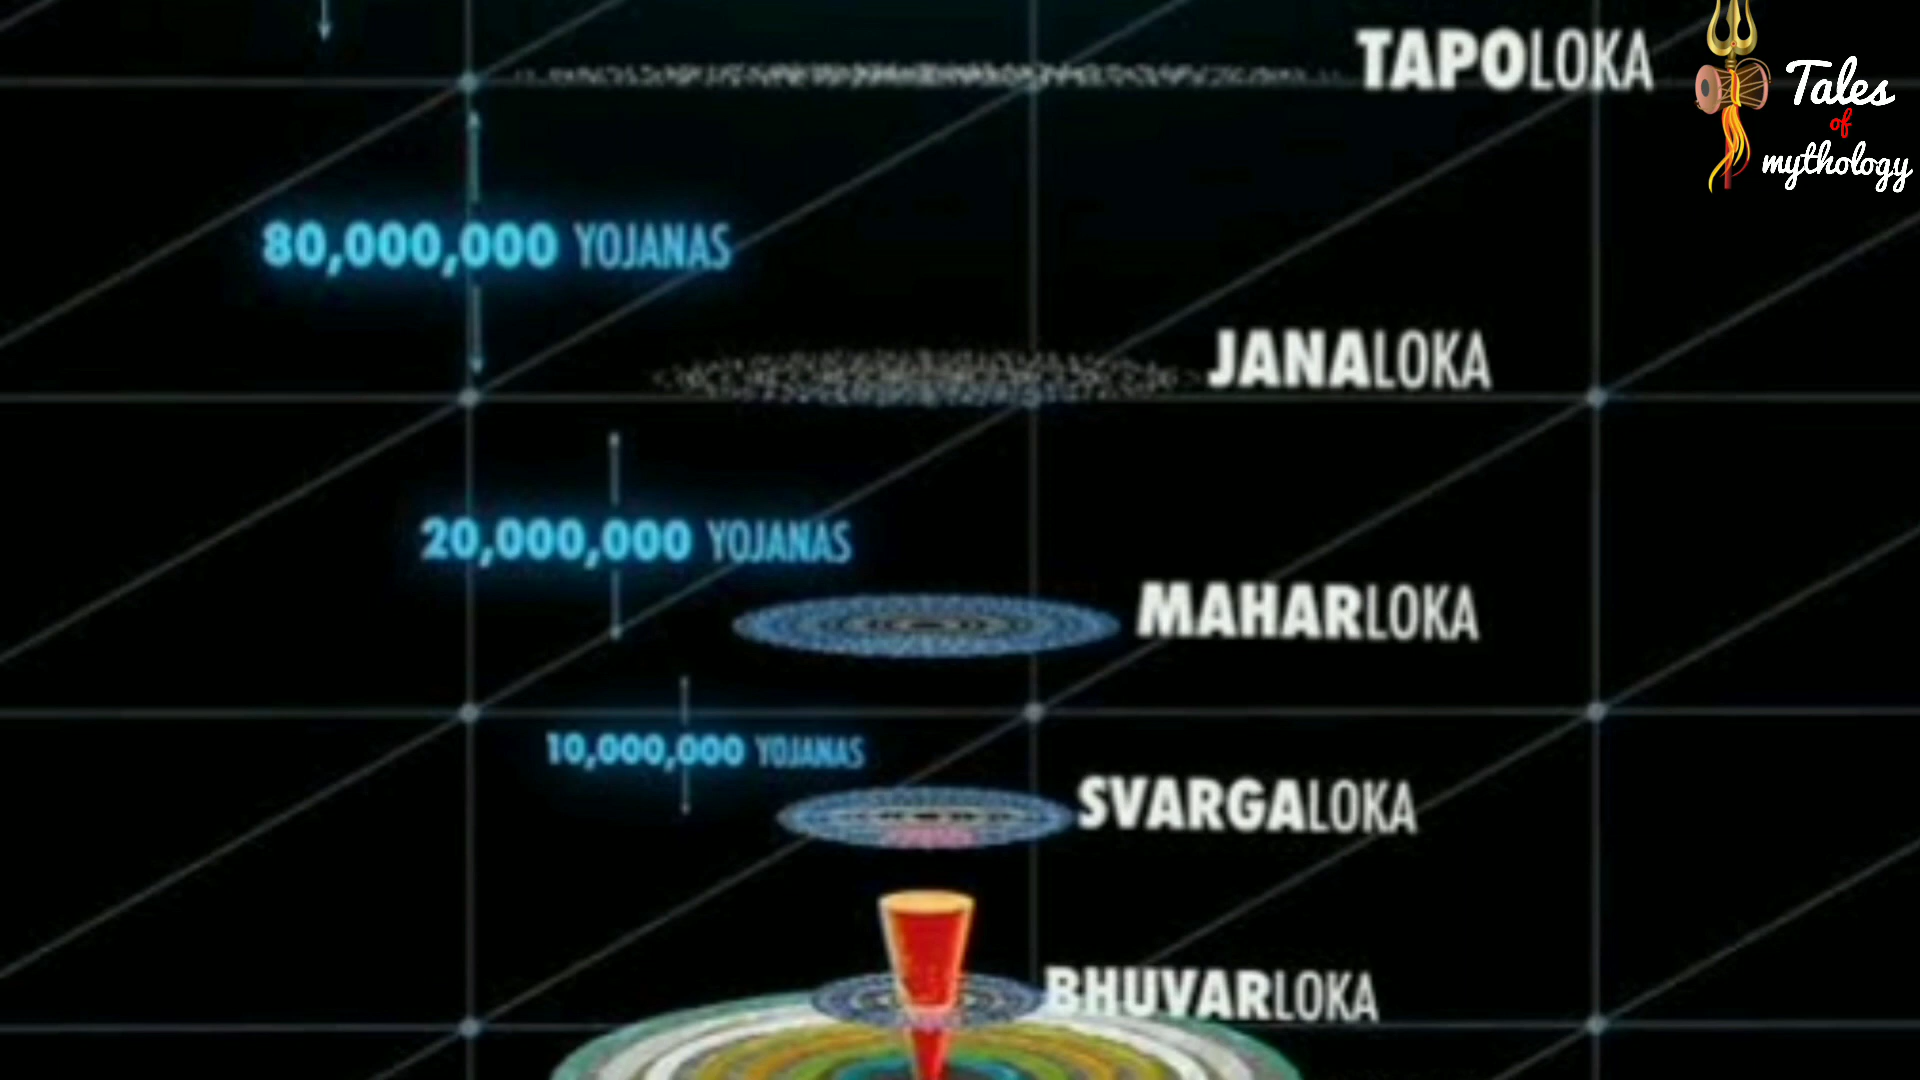 TAPOLOKA
Tales
of
mythology
80,000,000 YOJANAS
JANALOKA
20,000,000 YOJANAS
MAHARLOKA
10,000,000 YOJANAS
SVARGALOKA
BHUVARLOKA